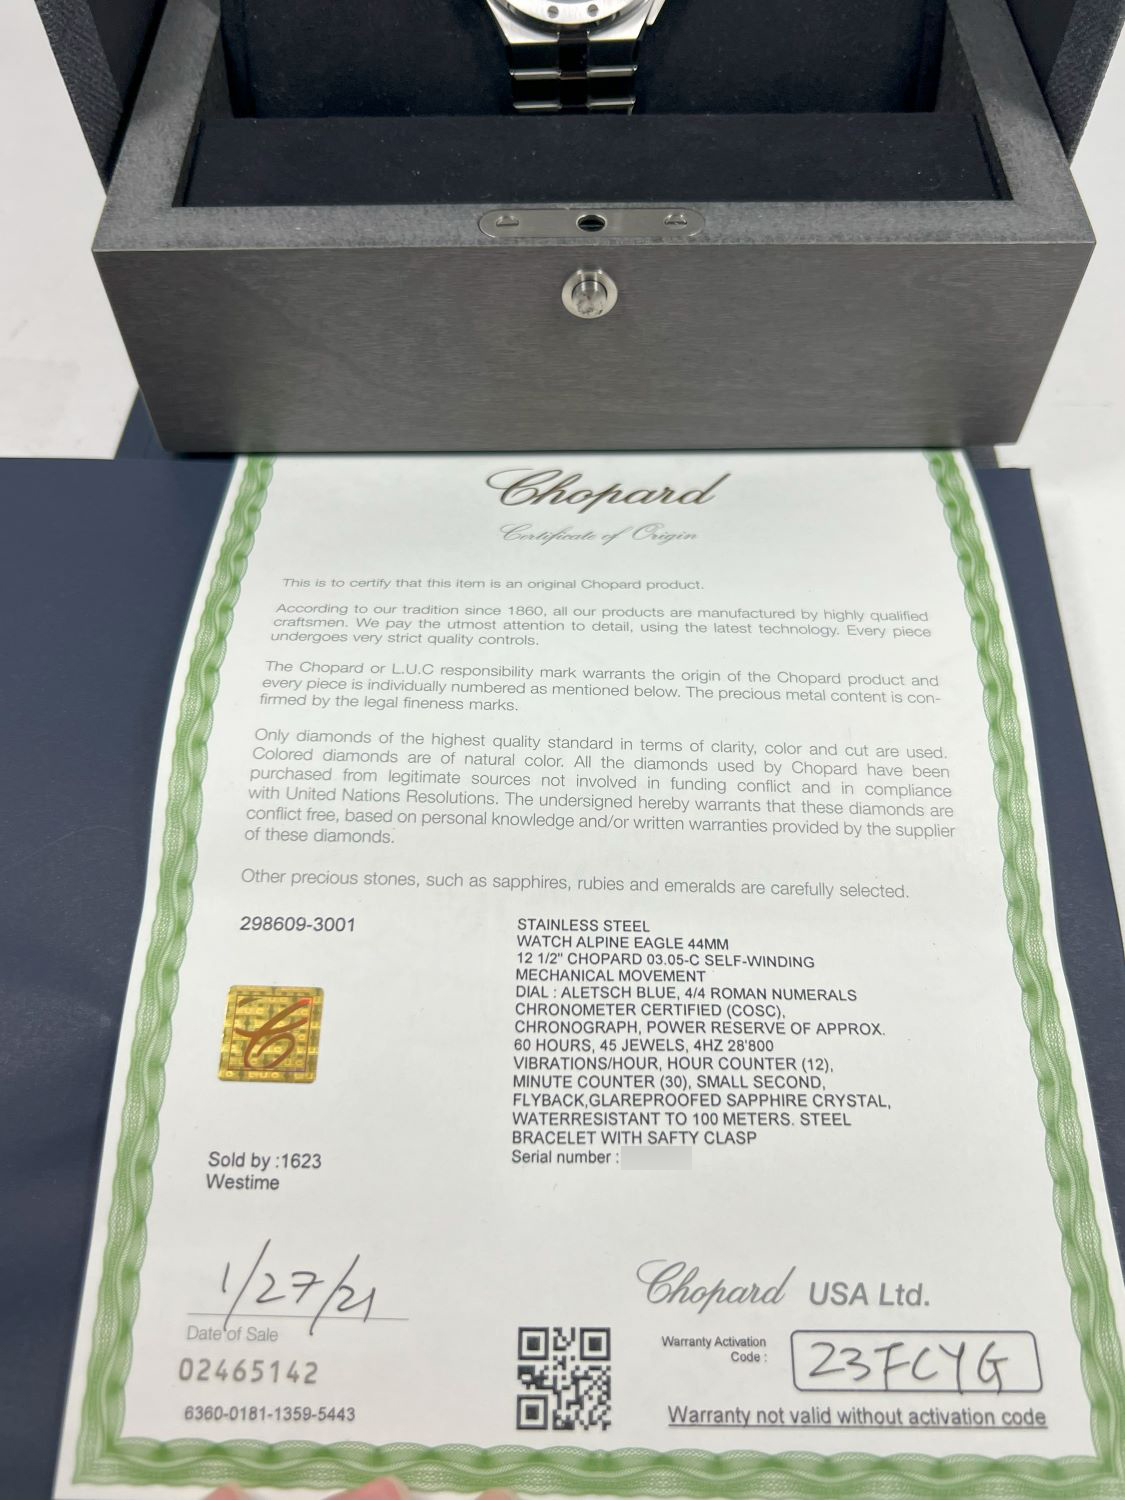 Chopard
Certificate of Origin
This is to certify that this item is an original Chopard product.
According to our tradition since 1860, all our products are manufactured by highly qualified
craftsmen. We pay the utmost attention to detail, using the latest technology. Every piece
undergoes very strict quality controls.
The Chopard or L.U.C responsibility mark warrants the origin of the Chopard product and
every piece is individually numbered as mentioned below. The precious metal content is con-
firmed by the legal fineness marks.
Only diamonds of the highest quality standard in terms of clarity, color and cut are used.
Colored diamonds are of natural color. All the diamonds used by Chopard have been
purchased from legitimate sources not involved in funding conflict and in compliance
with United Nations Resolutions. The undersigned hereby warrants that these diamonds are
conflict free, based on personal knowledge and/or written warranties provided by the supplier
of these diamonds.
Other precious stones, such as sapphires, rubies and emeralds are carefully selected.
298609-3001
STAINLESS STEEL
WATCH ALPINE EAGLE 44MM
12 1/2" CHOPARD 03.05-C SELF-WINDING
MECHANICAL MOVEMENT
DIAL : ALETSCH BLUE, 4/4 ROMAN NUMERALS
CHRONOMETER CERTIFIED (COSC),
CHRONOGRAPH, POWER RESERVE OF APPROX.
60 HOURS, 45 JEWELS, 4HZ 28'800
VIBRATIONS/HOUR, HOUR COUNTER (12),
MINUTE COUNTER (30), SMALL SECOND,
FLYBACK,GLAREPROOFED SAPPHIRE CRYSTAL,
WATERRESISTANT TO 100 METERS. STEEL
BRACELET WITH SAFTY CLASP
Serial number :
Sold by :1623
Westime
1/27/21
Date of Sale
02465142
6360-0181-1359-5443
Chopard USA Ltd.
Warranty Activation
Code :
23FCYG
Warranty not valid without activation code